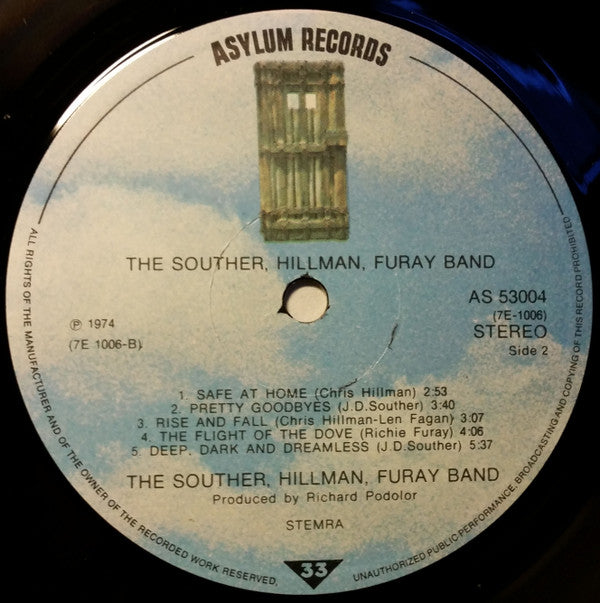 ASYLUM RECORDS
THE SOUTHER, HILLMAN, FURAY BAND
℗ 1974
(7E 1006-B)
AS 53004
(7E-1006)
STEREO
Side 2
1. SAFE AT HOME (Chris Hillman) 2:53
2. PRETTY GOODBYES (J.D.Souther) 3:40
3. RISE AND FALL (Chris Hillman-Len Fagan) 3:07
4. THE FLIGHT OF THE DOVE (Richie Furay) 4:06
5. DEEP, DARK AND DREAMLESS (J.D.Souther) 5:37
THE SOUTHER, HILLMAN, FURAY BAND
Produced by Richard Podolor
STEMRA
33
ALL RIGHTS OF THE MANUFACTURER AND OF THE OWNER OF THE RECORDED WORK RESERVED.
UNAUTHORIZED PUBLIC PERFORMANCE, BROADCASTING AND COPYING OF THIS RECORD PROHIBITED